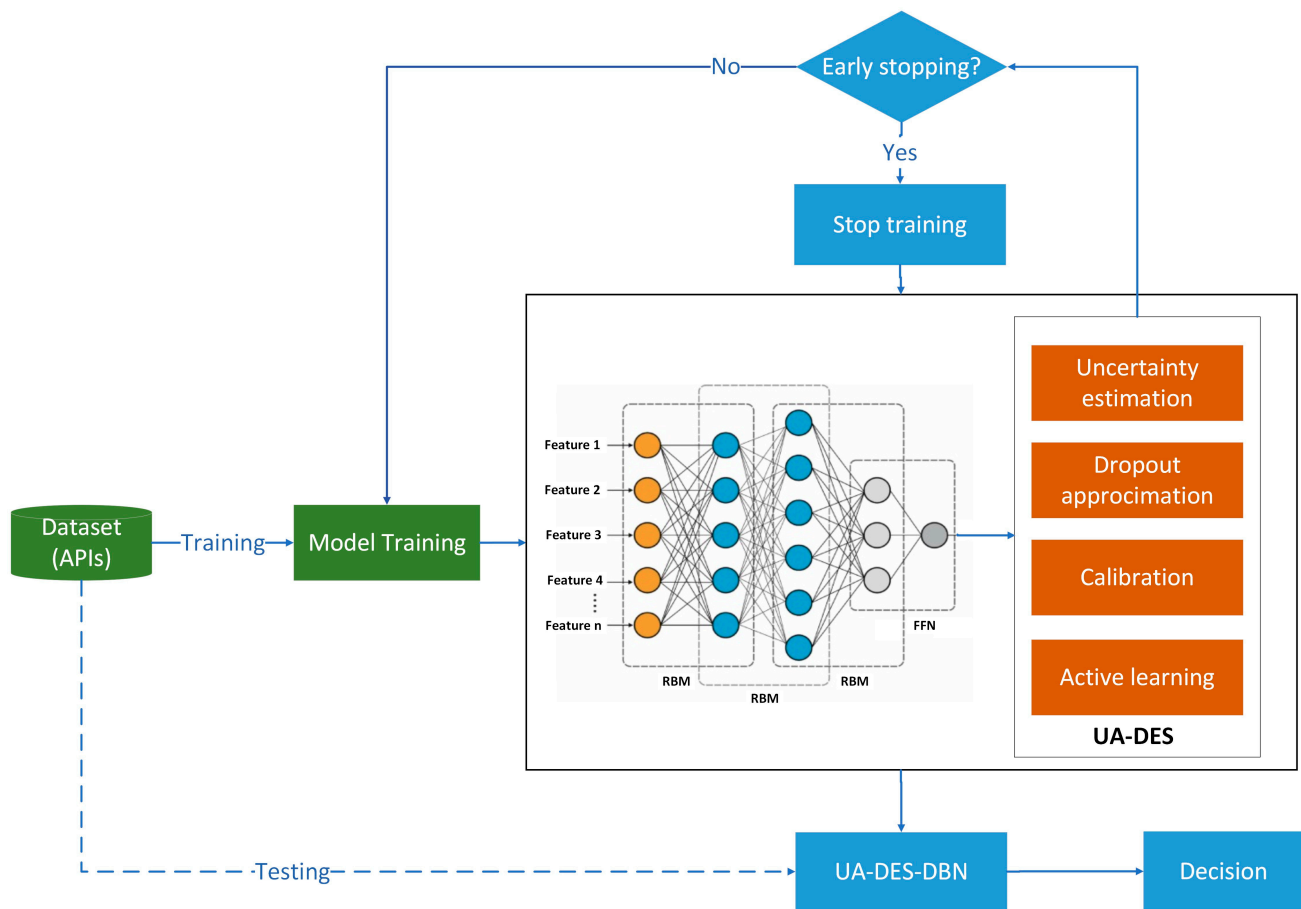 Early stopping?
No
Yes
Stop training
Uncertainty
estimation
Dropout
approcimation
Calibration
Active learning
UA-DES
Feature 1
Feature 2
Feature 3
Feature 4
Feature n
RBM
RBM
RBM
FFN
Dataset
(APIs)
Training
Model Training
Testing
UA-DES-DBN
Decision